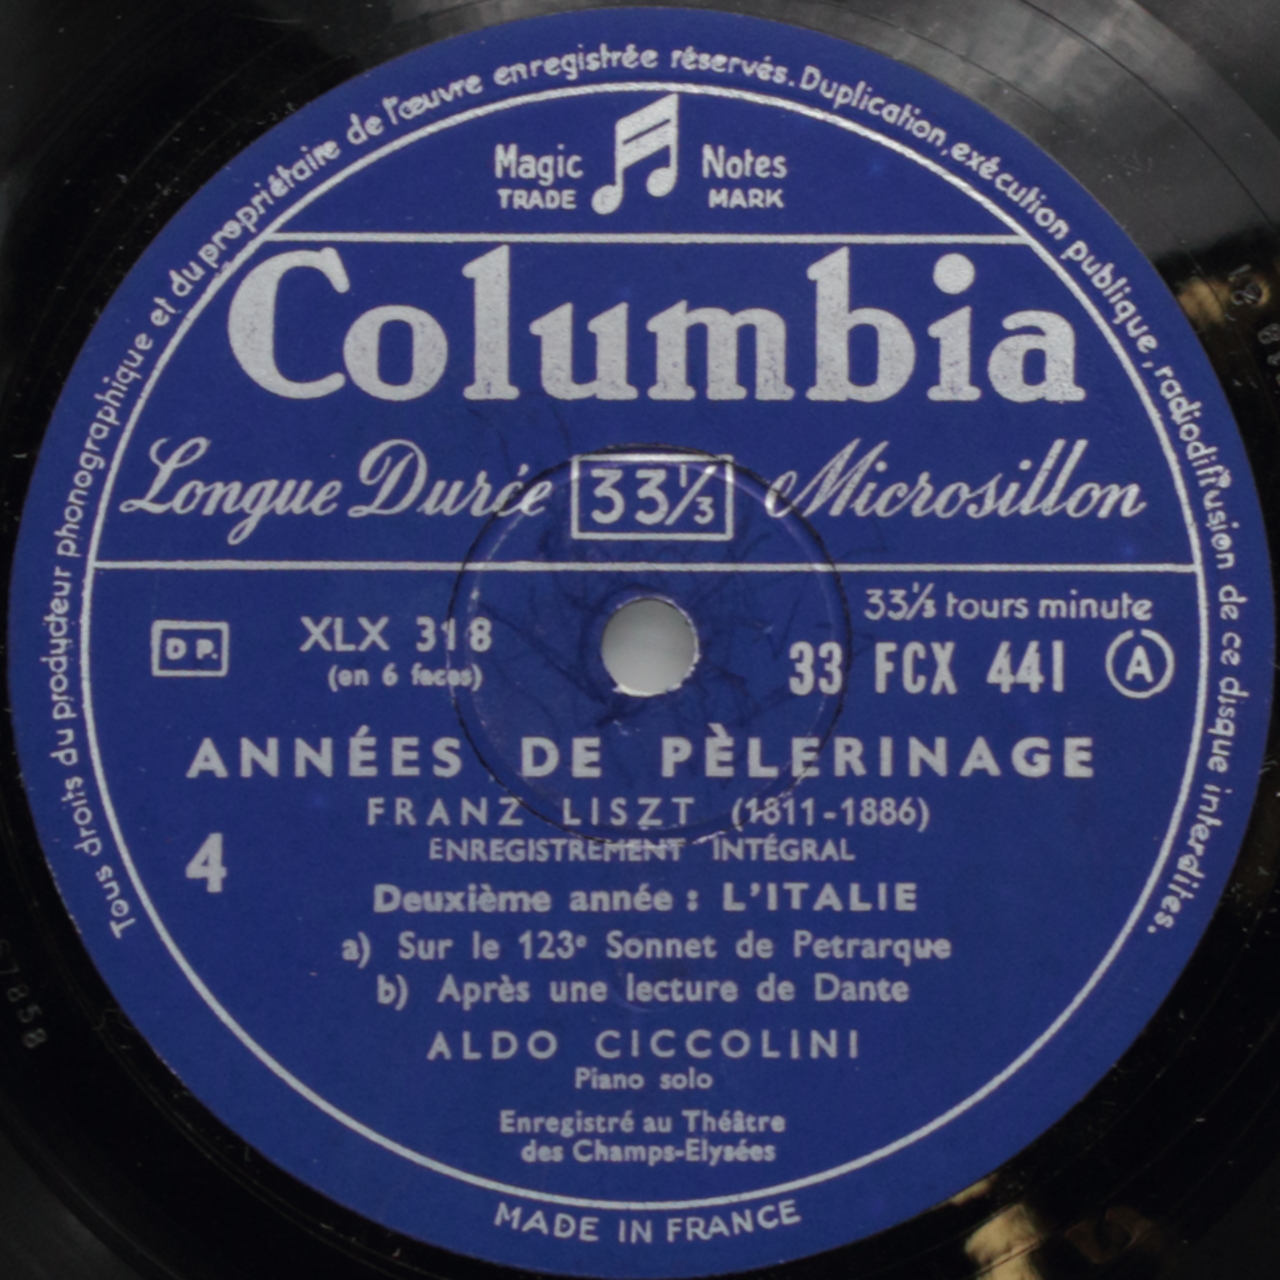 Tous droits du producteur phonographique et du propriétaire de l'œuvre enregistrée réservés. Duplication, exécution publique, radiodiffusion de ce disque interdites.
Magic Notes
TRADE MARK
Columbia
Longue Durée 33⅓ Microsillon
33⅓ tours minute
DP. XLX 318 33 FCX 441 A
(en 6 faces)
ANNÉES DE PÈLERINAGE
FRANZ LISZT (1811-1886)
ENREGISTREMENT INTÉGRAL
4
Deuxième année : L'ITALIE
a) Sur le 123e Sonnet de Petrarque
b) Après une lecture de Dante
ALDO CICCOLINI
Piano solo
Enregistré au Théâtre
des Champs-Elysées
MADE IN FRANCE